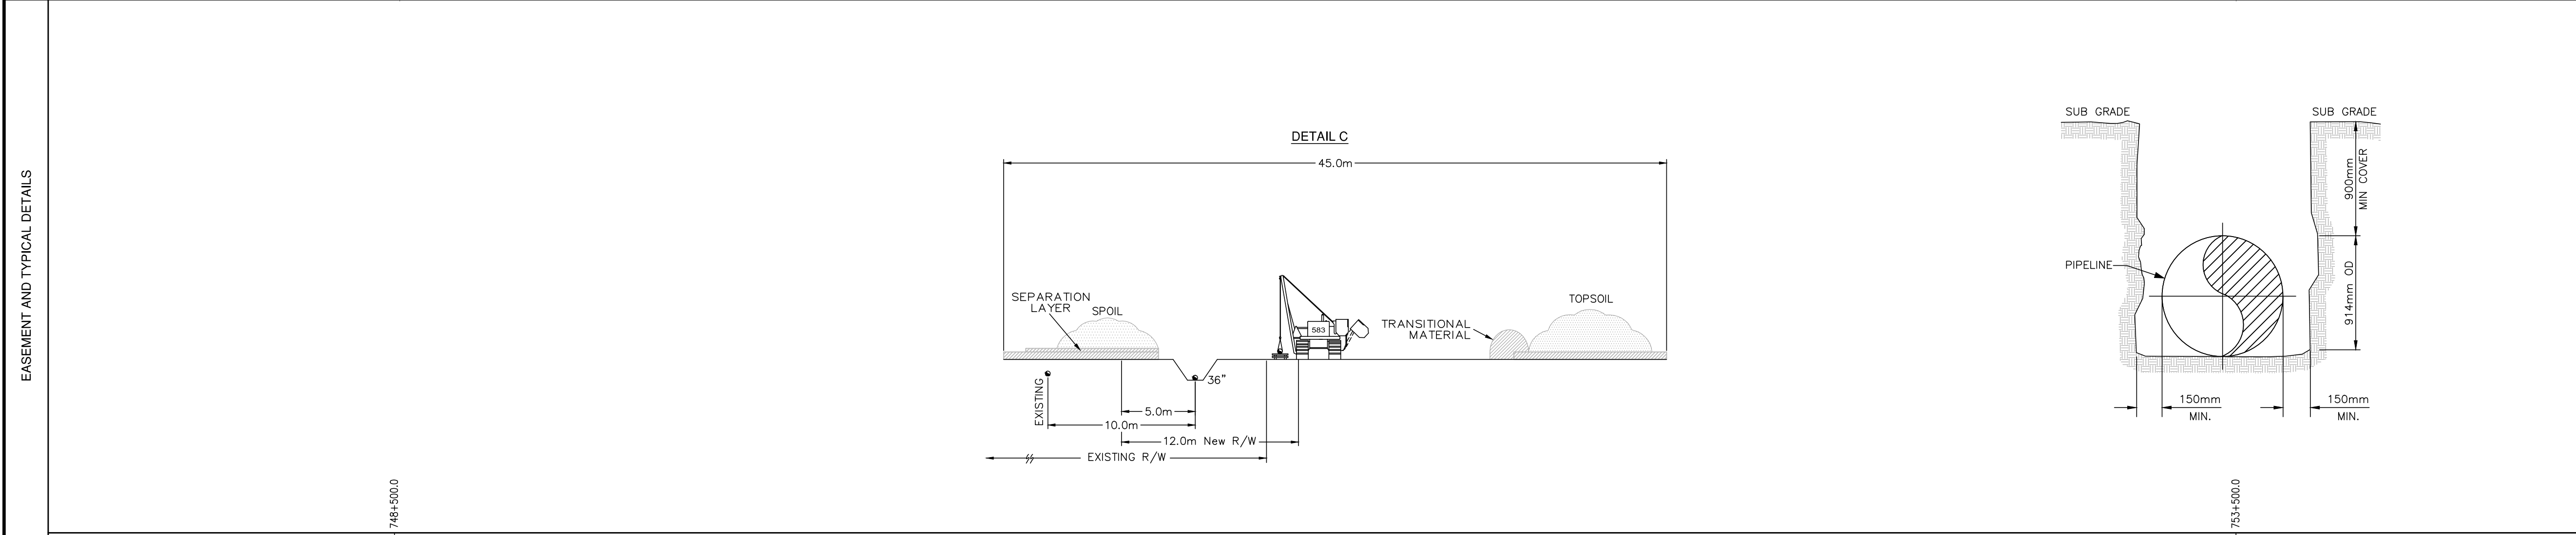 EASEMENT AND TYPICAL DETAILS
DETAIL C
45.0m
SEPARATION
LAYER
SPOIL
583
TRANSITIONAL
MATERIAL
TOPSOIL
EXISTING
36"
5.0m
10.0m
12.0m New R/W
EXISTING R/W
SUB GRADE
SUB GRADE
900mm
MIN COVER
PIPELINE
914mm OD
150mm
MIN.
150mm
MIN.
748+500.0
753+500.0